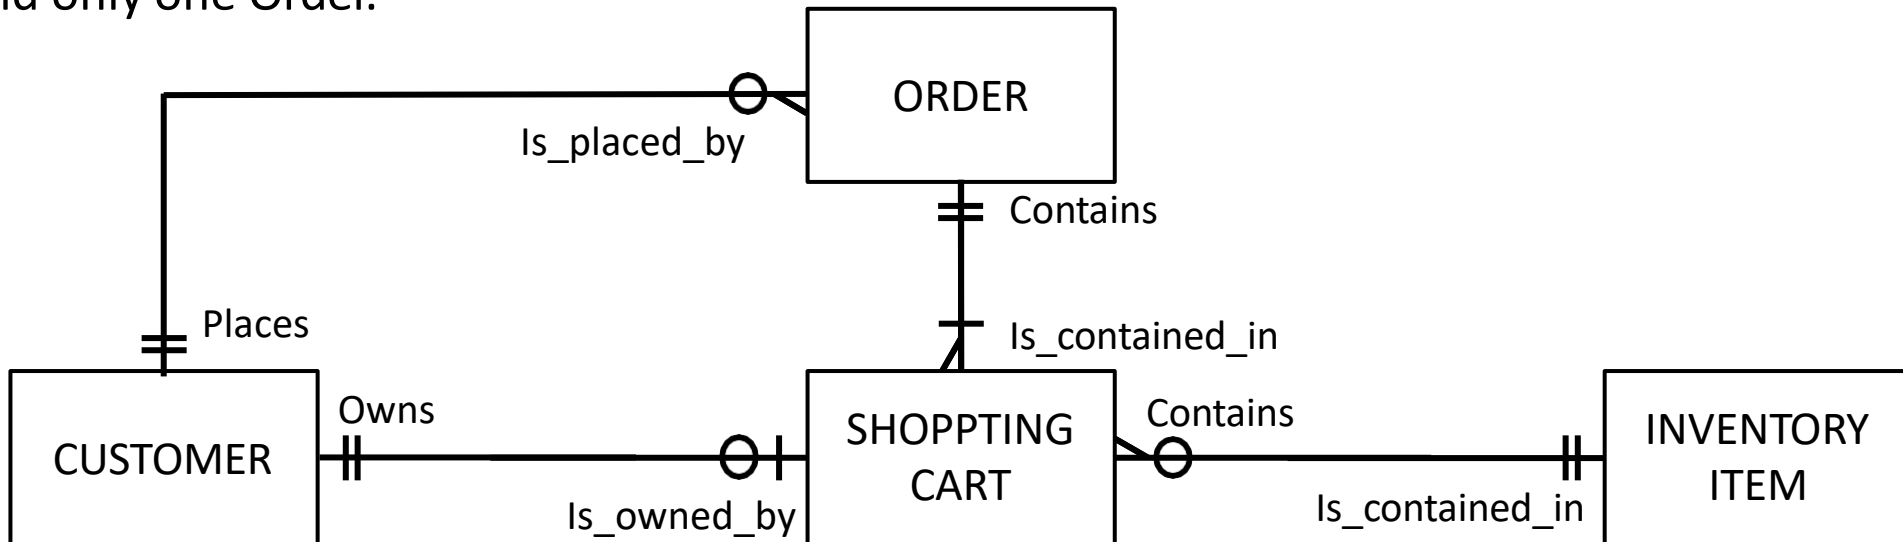 nd only one Order.
ORDER
Is_placed_by
Contains
Places
Is_contained_in
Owns
Contains
CUSTOMER
SHOPPTING
CART
INVENTORY
ITEM
Is_owned_by
Is_contained_in